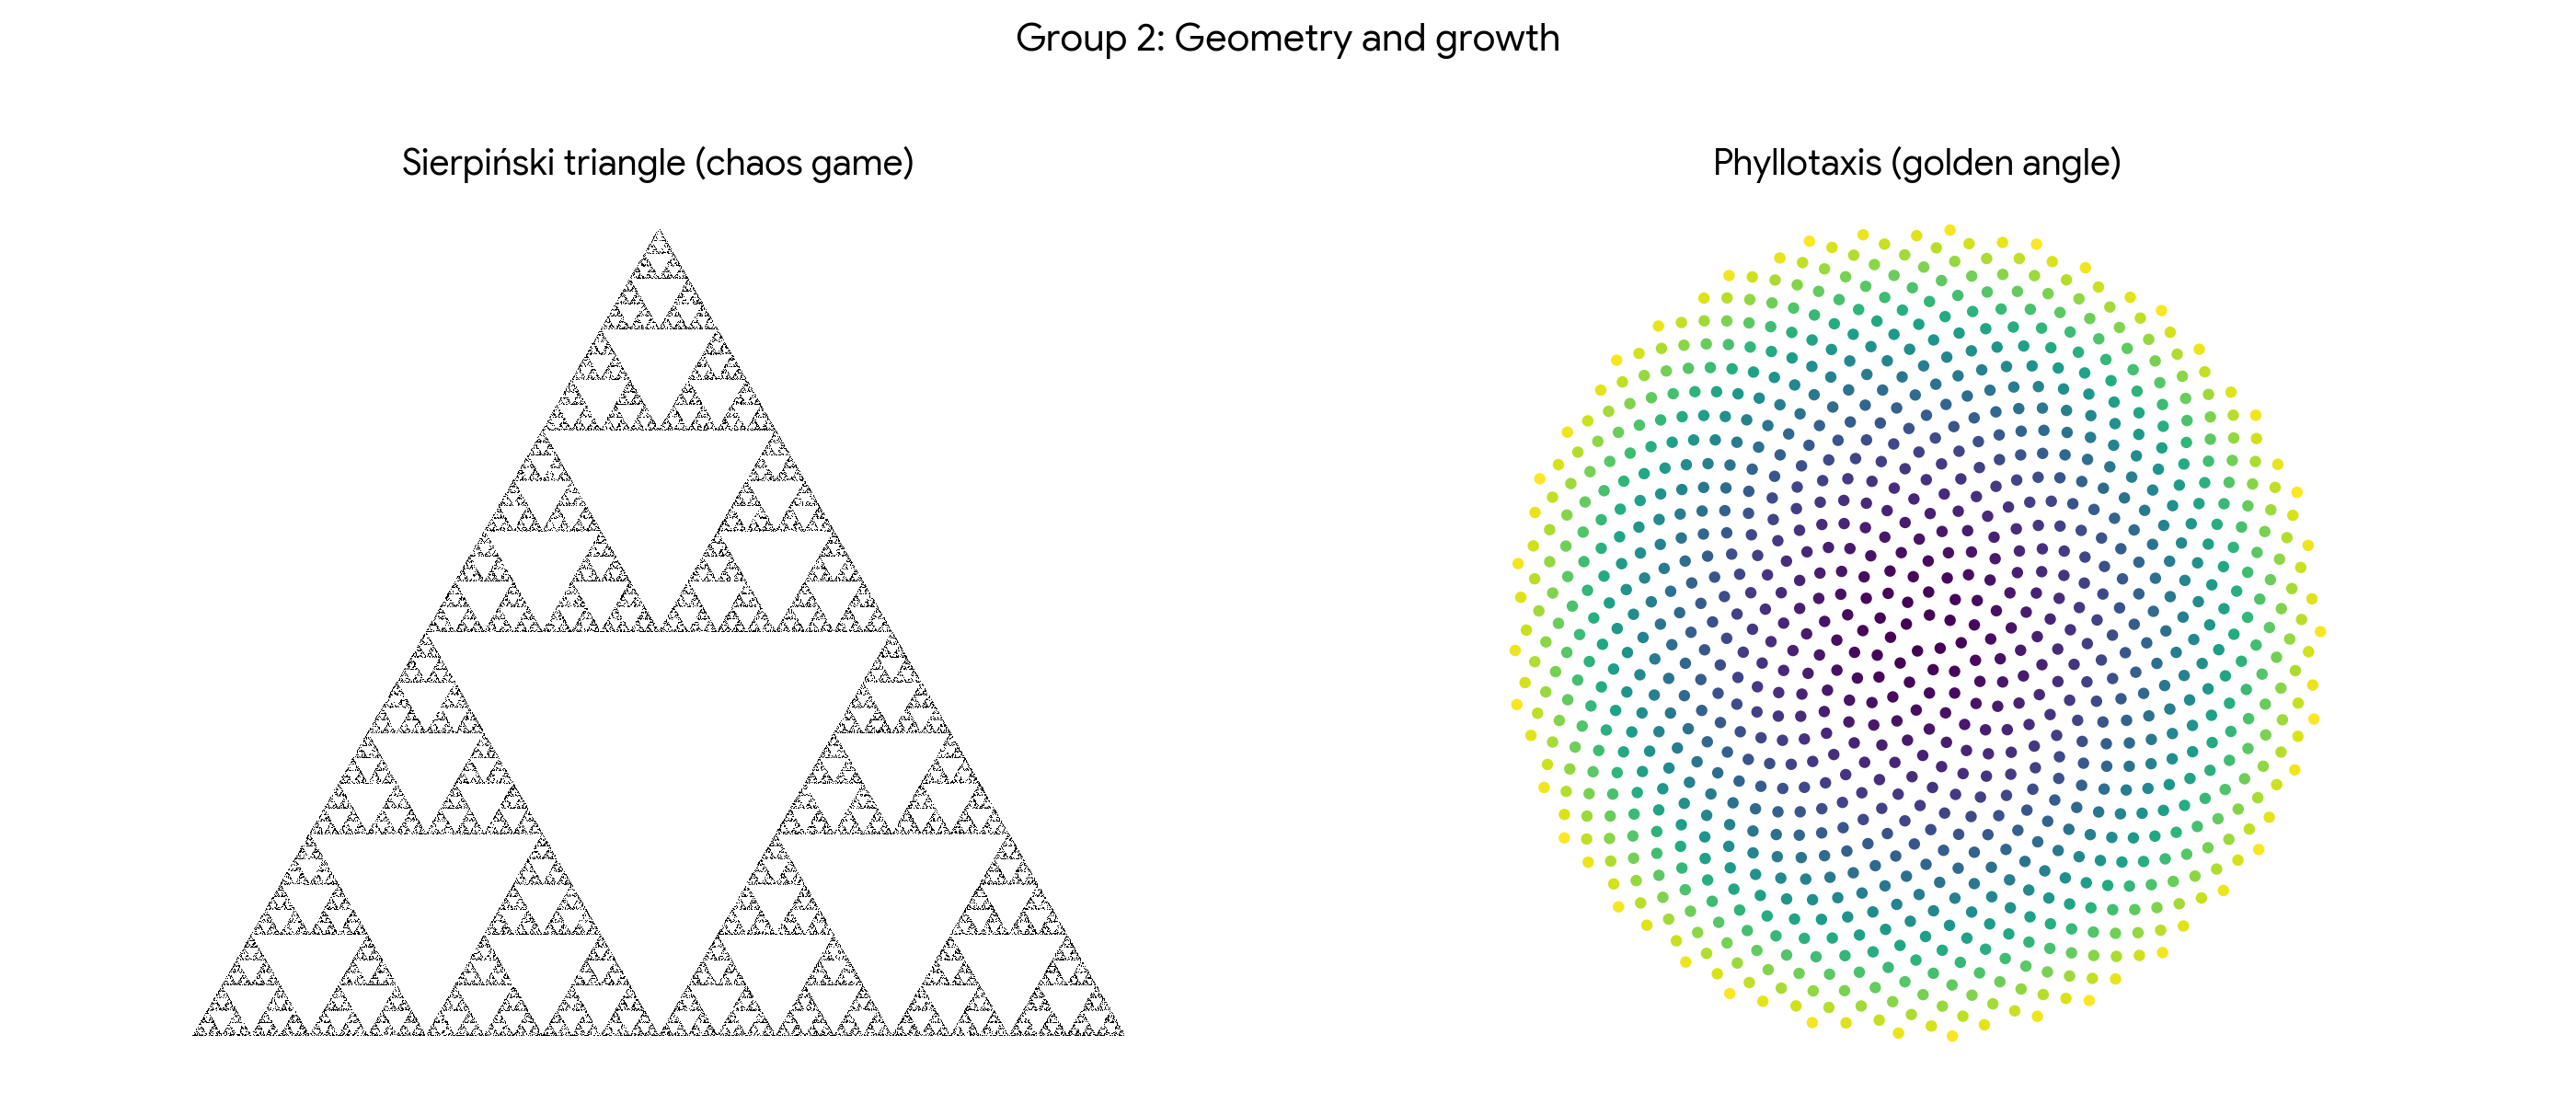 Group 2: Geometry and growth
Sierpiński triangle (chaos game)
Phyllotaxis (golden angle)